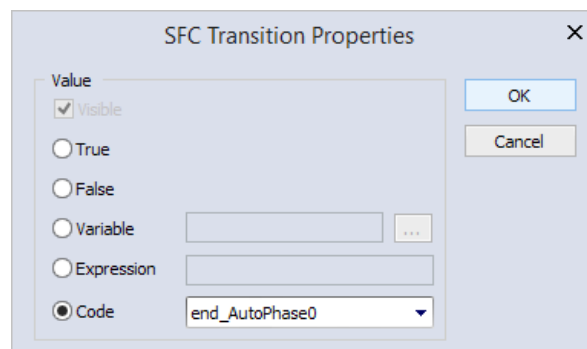 SFC Transition Properties
Value
OK
Visible
Cancel
True
False
Variable
...
Expression
Code
end_AutoPhase0